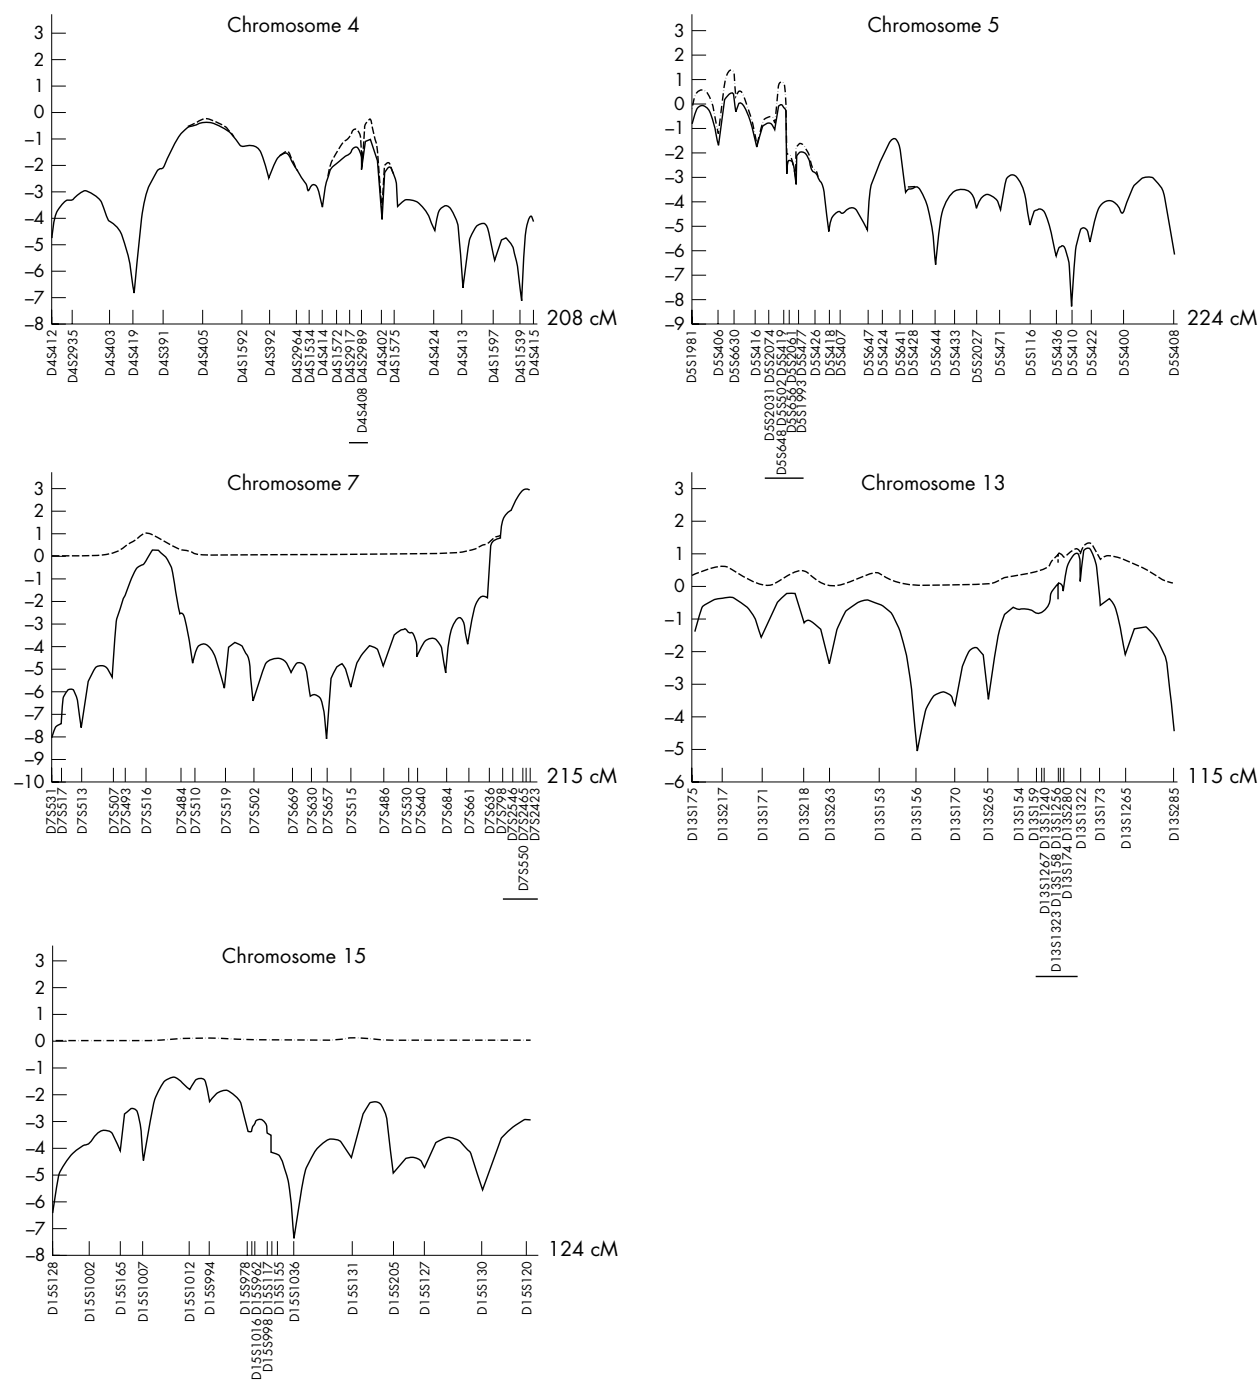 Chromosome 4
3
2
1
0
–1
–2
–3
–4
–5
–6
–7
–8
208 cM
D4S412
D4S2935
D4S403
D4S419
D4S391
D4S405
D4S1592
D4S392
D4S2964
D4S1534
D4S414
D4S1572
D4S2917
D4S2989
D4S408
D4S402
D4S1575
D4S424
D4S413
D4S1597
D4S1539
D4S415
Chromosome 5
3
2
1
0
–1
–2
–3
–4
–5
–6
–7
–8
–9
224 cM
D5S1981
D5S406
D5S630
D5S416
D5S2031 D5S2074
D5S648 D5S502 D5S419
D5S656 D5S2061
D5S1993 D5S477
D5S426
D5S418
D5S407
D5S647
D5S424
D5S641
D5S428
D5S644
D5S433
D5S2027
D5S471
D5S116
D5S436
D5S410
D5S422
D5S400
D5S408
Chromosome 7
3
2
1
0
–1
–2
–3
–4
–5
–6
–7
–8
–9
–10
215 cM
D7S531
D7S517
D7S513
D7S507
D7S493
D7S516
D7S484
D7S510
D7S519
D7S502
D7S669
D7S630
D7S657
D7S515
D7S486
D7S530
D7S640
D7S684
D7S661
D7S636
D7S798
D7S2546
D7S550 D7S2465
D7S2423
Chromosome 13
3
2
1
0
–1
–2
–3
–4
–5
–6
115 cM
D13S175
D13S217
D13S171
D13S218
D13S263
D13S153
D13S156
D13S170
D13S265
D13S154
D13S159
D13S1267 D13S1240
D13S1323 D13S158 D13S1256
D13S174 D13S280
D13S1322
D13S173
D13S1265
D13S285
Chromosome 15
3
2
1
0
–1
–2
–3
–4
–5
–6
–7
–8
124 cM
D15S128
D15S1002
D15S165
D15S1007
D15S1012
D15S994
D15S978
D15S1016 D15S962
D15S998 D15S117
D15S155
D15S1036
D15S131
D15S205
D15S127
D15S130
D15S120